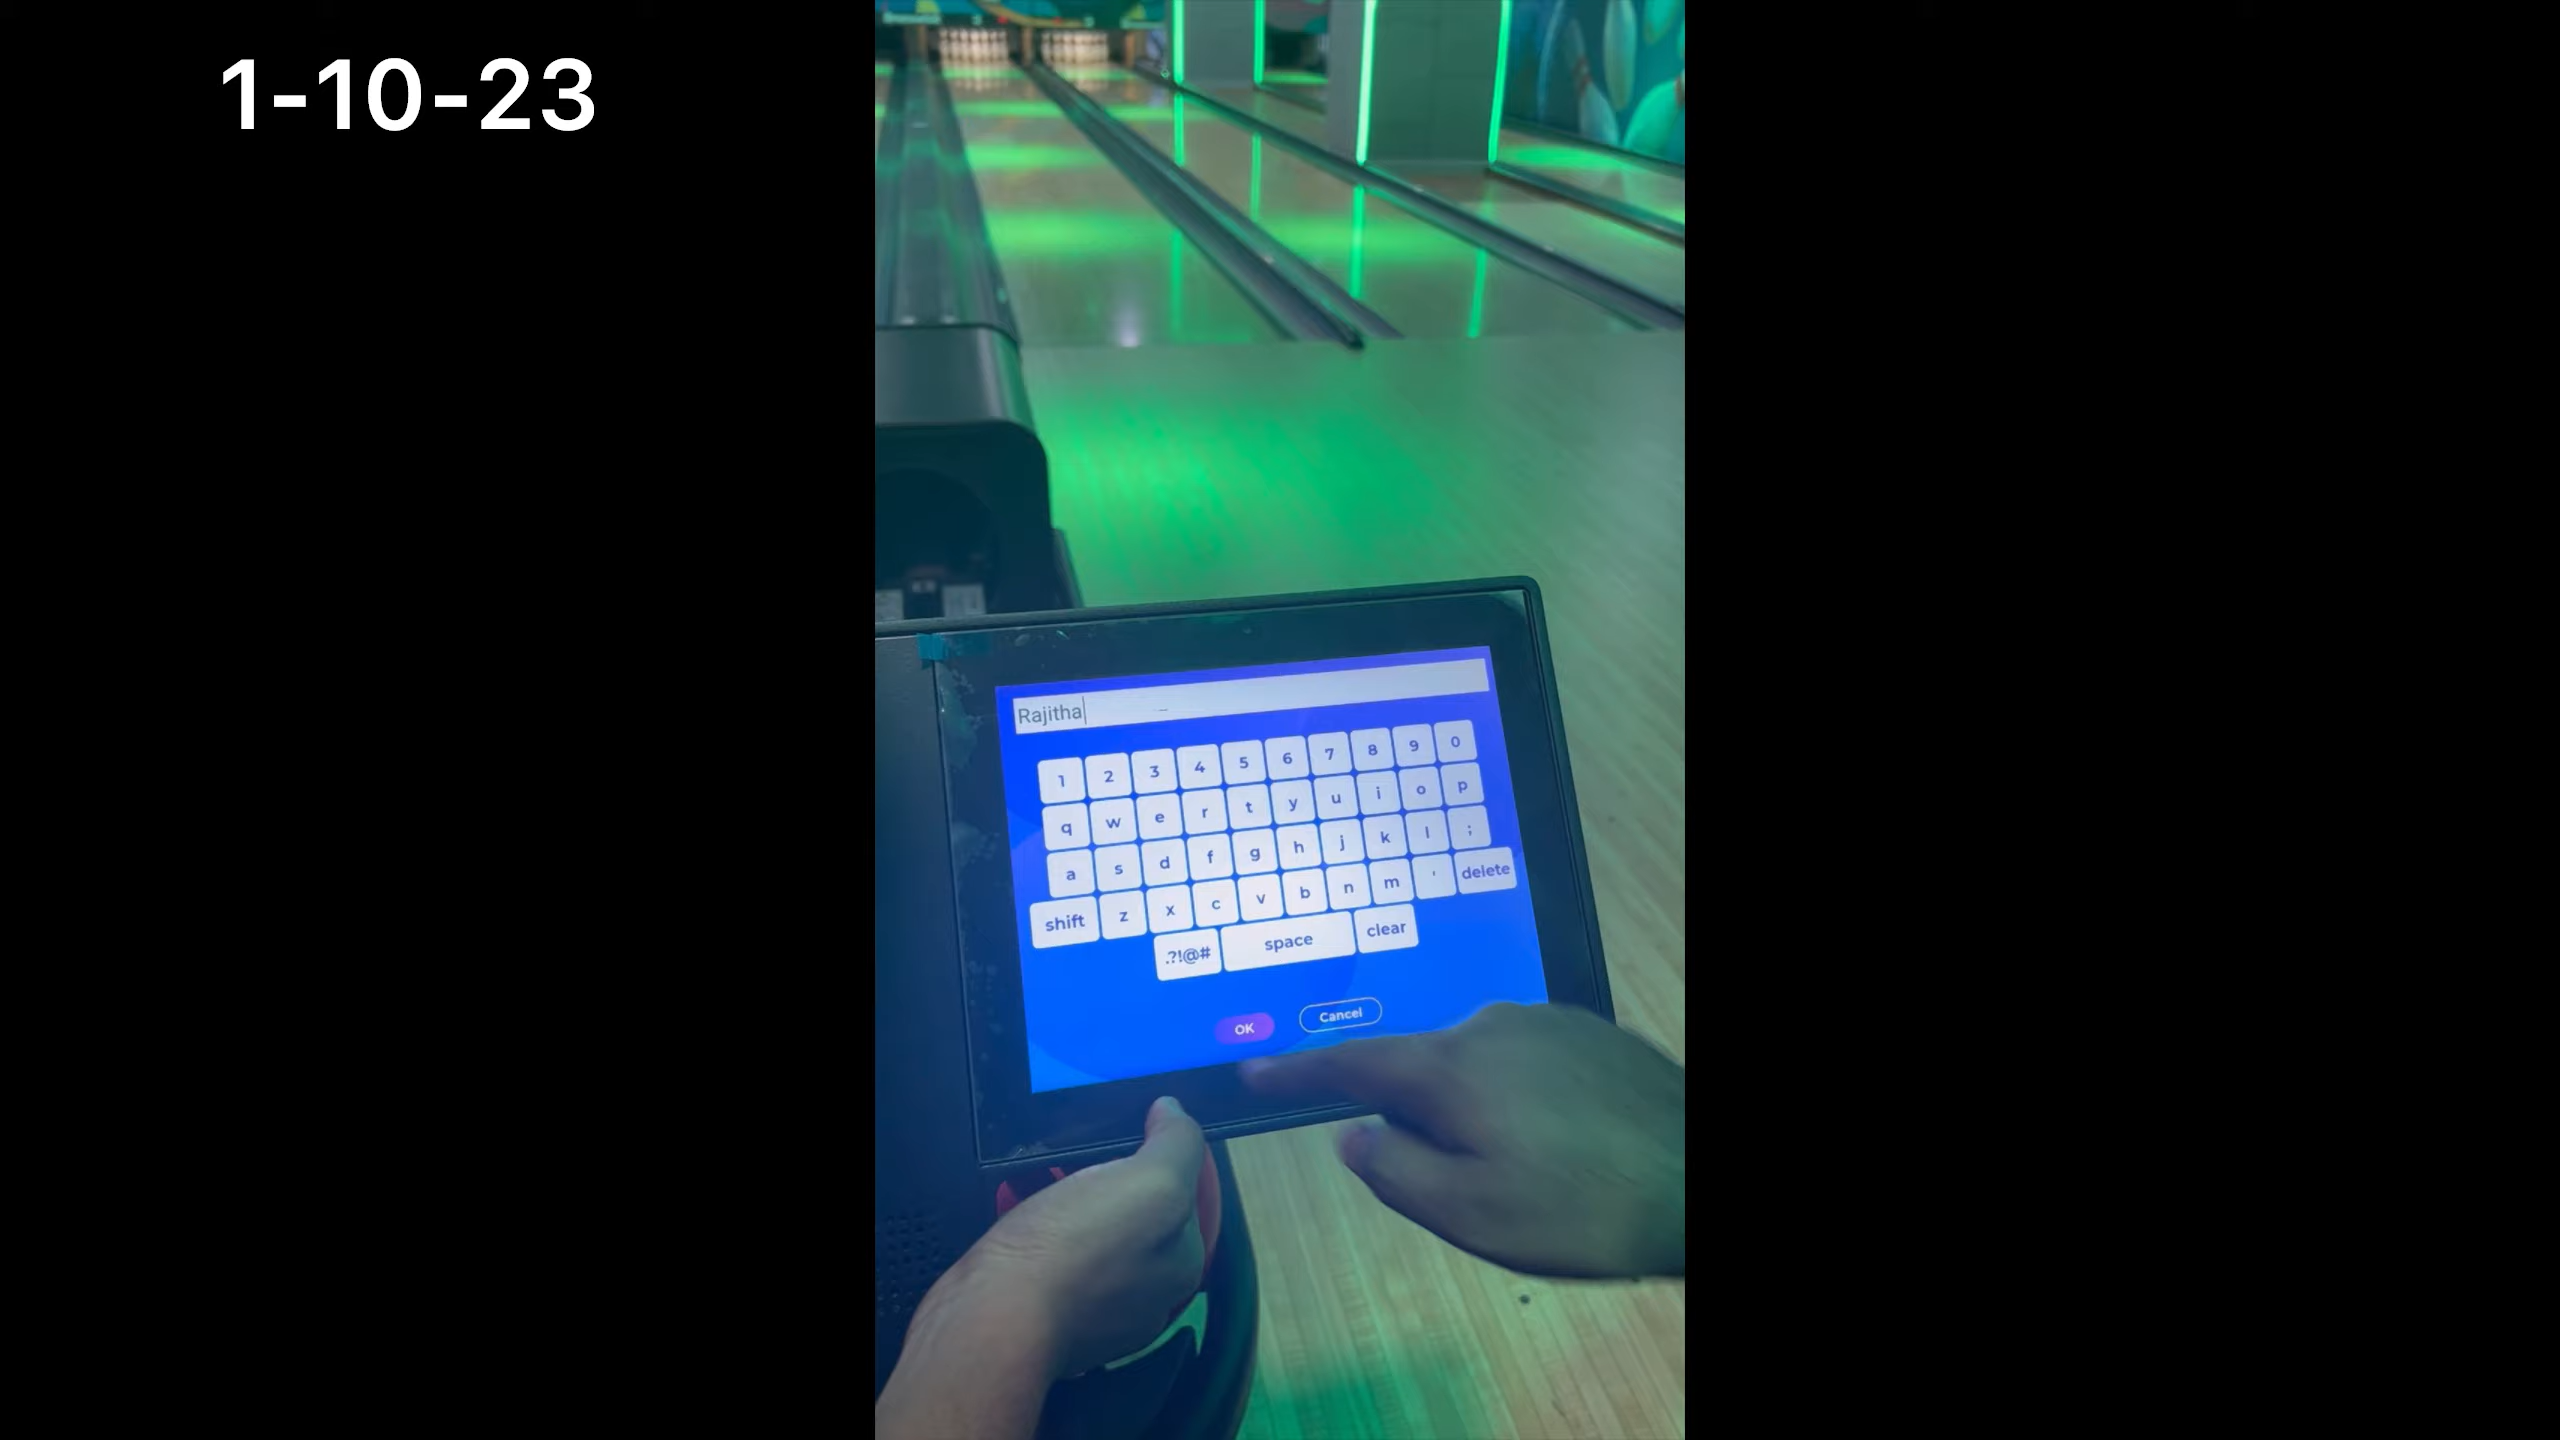 1-10-23
Rajitha
1 2 3 4 5 6 7 8 9 0
q w e r t y u i o p
a s d f g h j k l ;
shift z x c v b n m ' delete
.?!@# space clear
OK Cancel